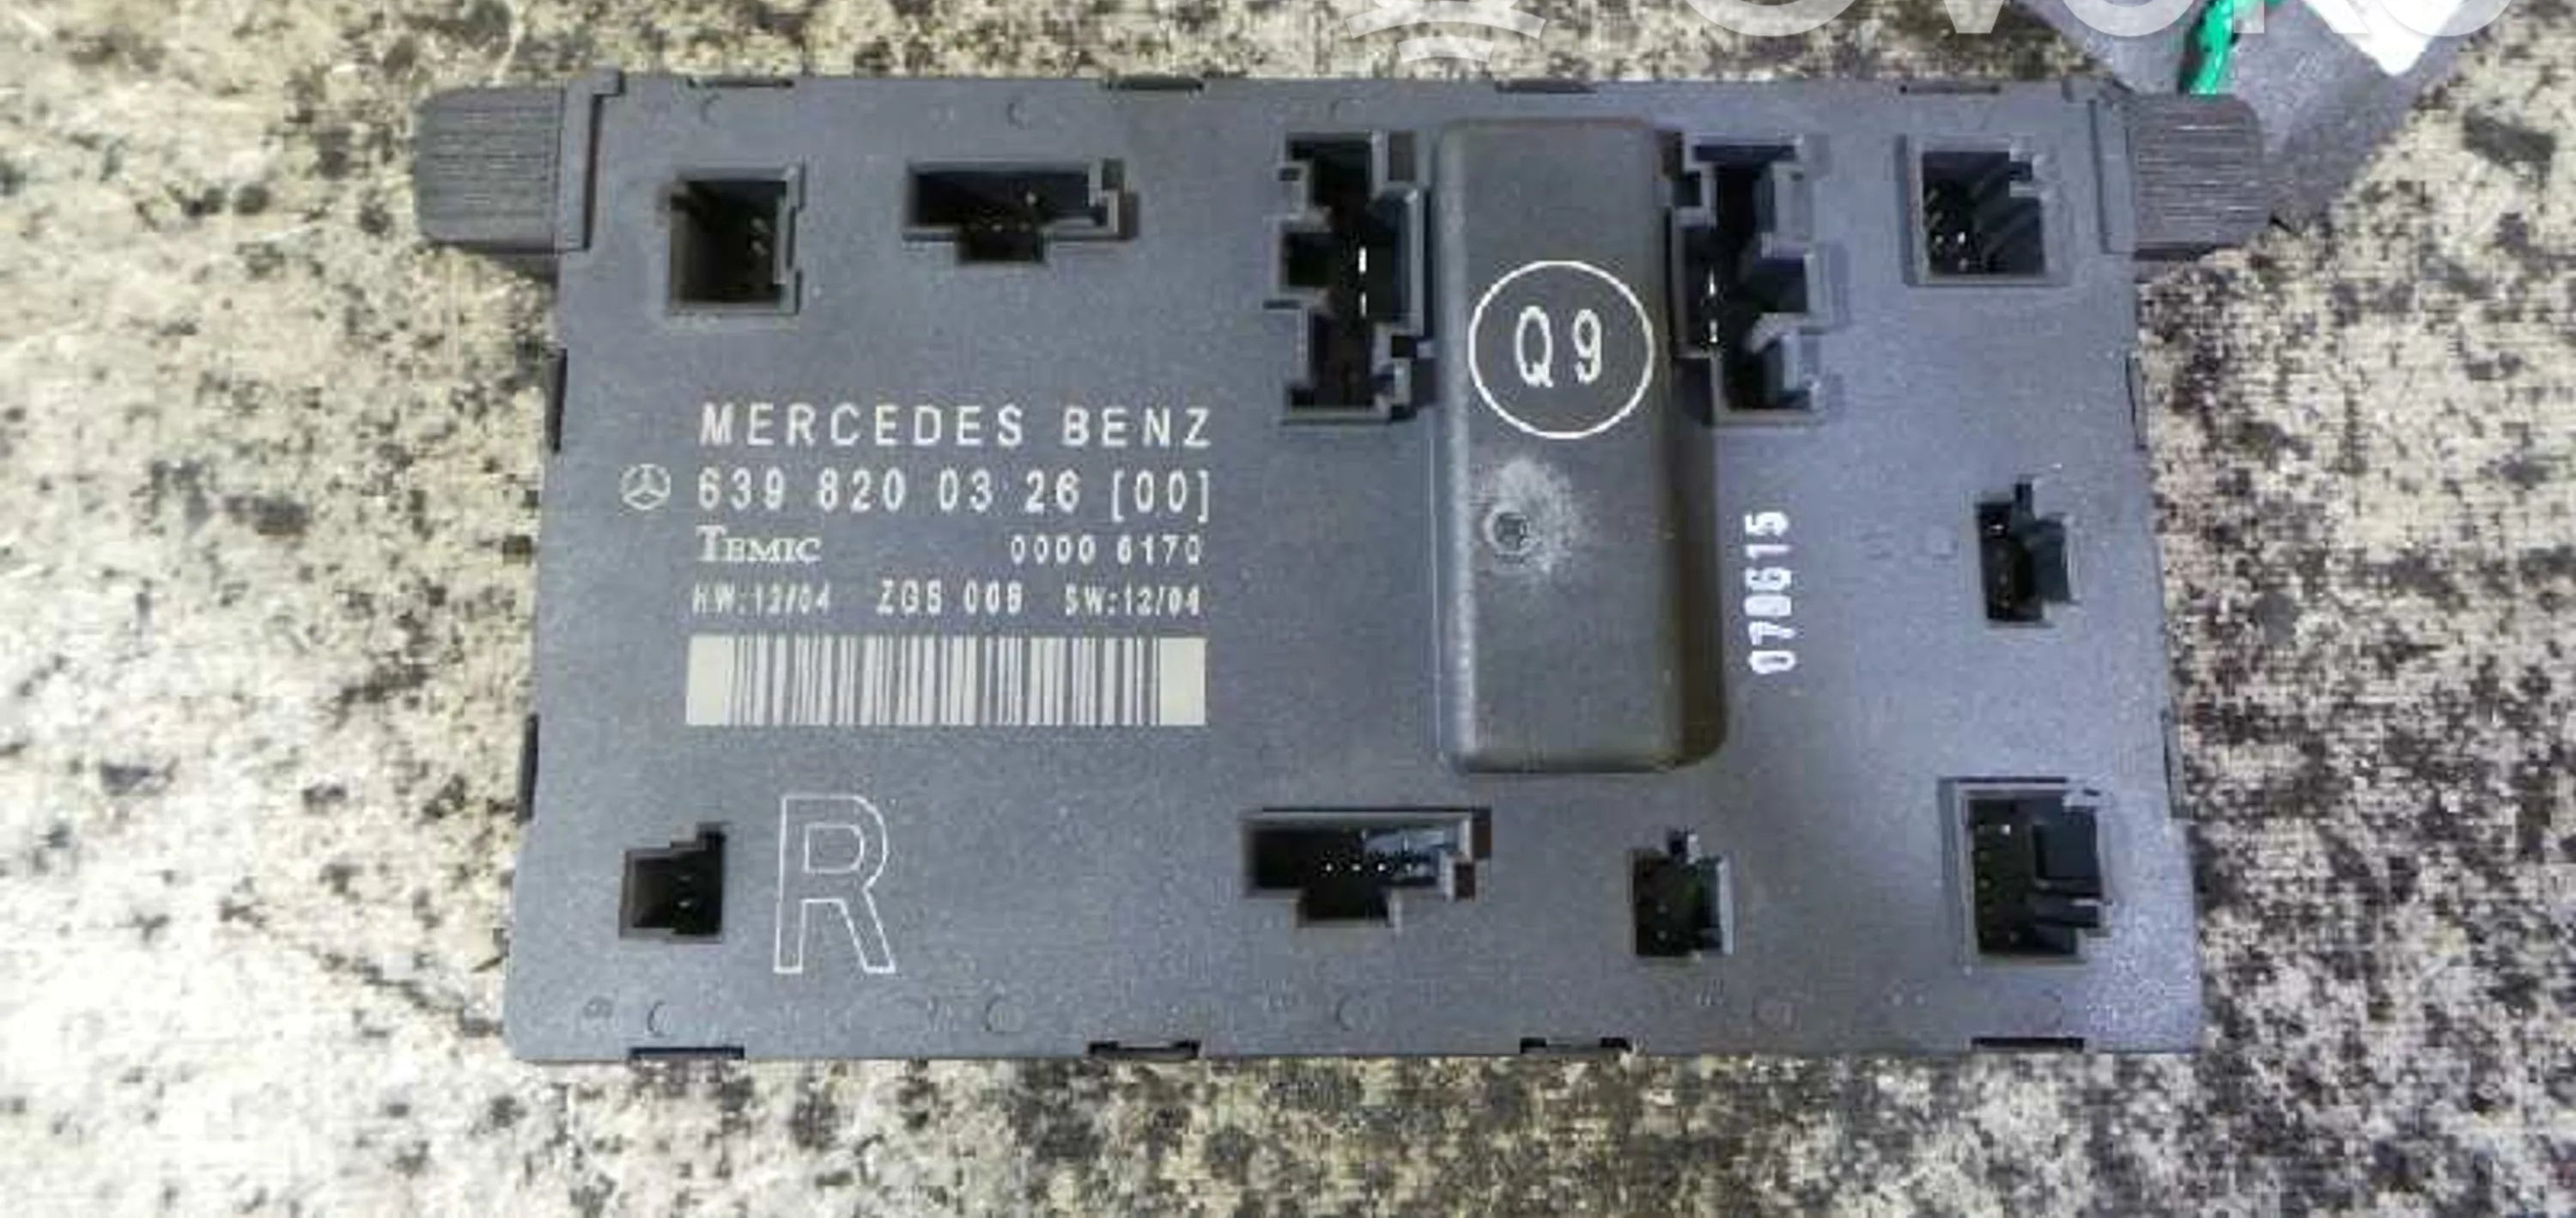 Q9
MERCEDES BENZ
639 820 03 26 [00]
TEMIC 0000 6170
HW:12/04 ZGS 008 SW:12/04
070615
R